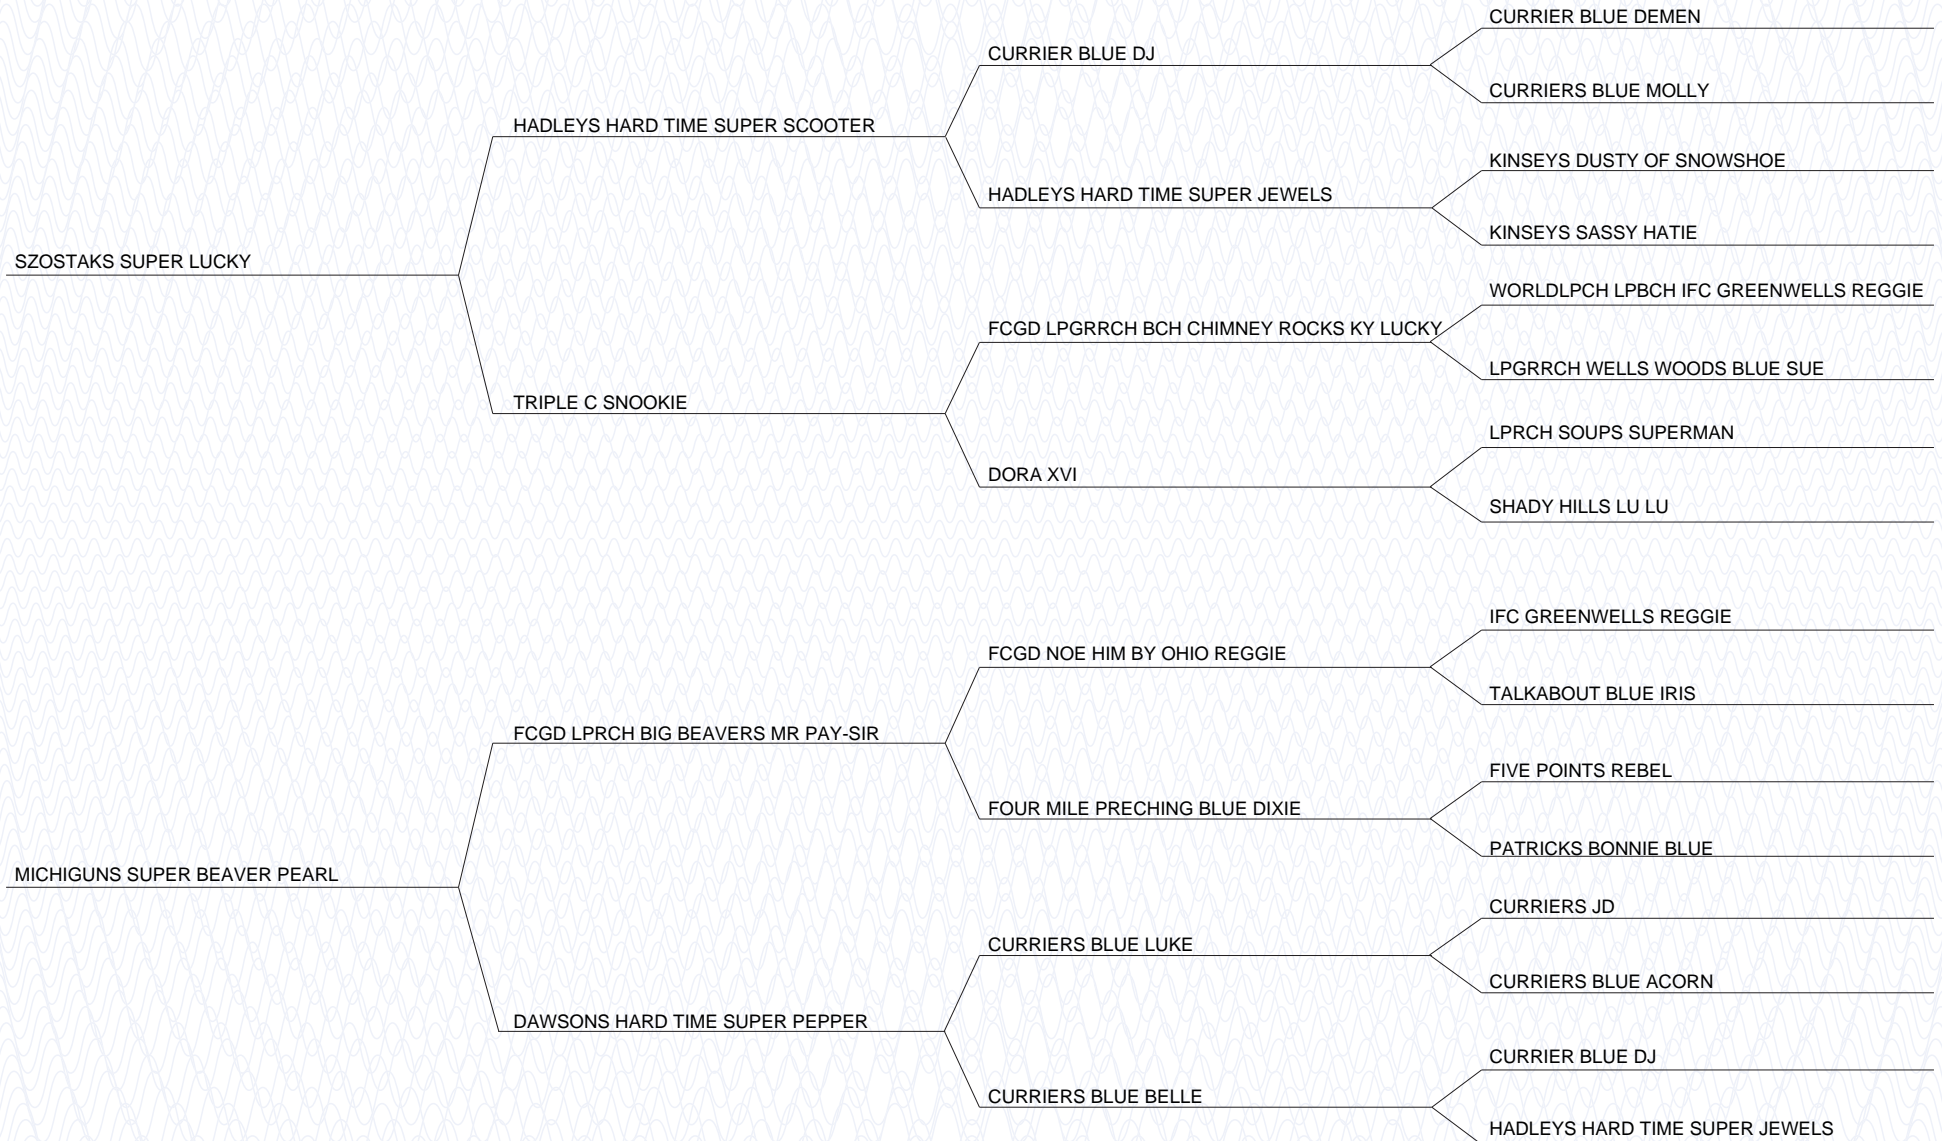 CURRIER BLUE DEMEN
CURRIER BLUE DJ
CURRIERS BLUE MOLLY
HADLEYS HARD TIME SUPER SCOOTER
KINSEYS DUSTY OF SNOWSHOE
HADLEYS HARD TIME SUPER JEWELS
KINSEYS SASSY HATIE
SZOSTAKS SUPER LUCKY
WORLDLPCH LPBCH IFC GREENWELLS REGGIE
FCGD LPGRRCH BCH CHIMNEY ROCKS KY LUCKY
LPGRRCH WELLS WOODS BLUE SUE
TRIPLE C SNOOKIE
LPRCH SOUPS SUPERMAN
DORA XVI
SHADY HILLS LU LU
IFC GREENWELLS REGGIE
FCGD NOE HIM BY OHIO REGGIE
TALKABOUT BLUE IRIS
FCGD LPRCH BIG BEAVERS MR PAY-SIR
FIVE POINTS REBEL
FOUR MILE PRECHING BLUE DIXIE
PATRICKS BONNIE BLUE
MICHIGUNS SUPER BEAVER PEARL
CURRIERS JD
CURRIERS BLUE LUKE
CURRIERS BLUE ACORN
DAWSONS HARD TIME SUPER PEPPER
CURRIER BLUE DJ
CURRIERS BLUE BELLE
HADLEYS HARD TIME SUPER JEWELS